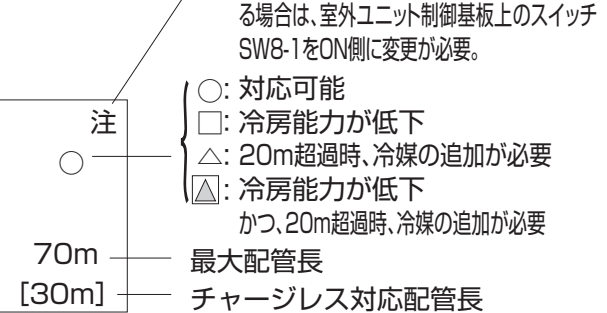 る場合は、室外ユニット制御基板上のスイッチ
SW8-1をON側に変更が必要。
注
○: 対応可能
□: 冷房能力が低下
△: 20m超過時、冷媒の追加が必要
: 冷房能力が低下
かつ、20m超過時、冷媒の追加が必要
○
70m
最大配管長
[30m]
チャージレス対応配管長